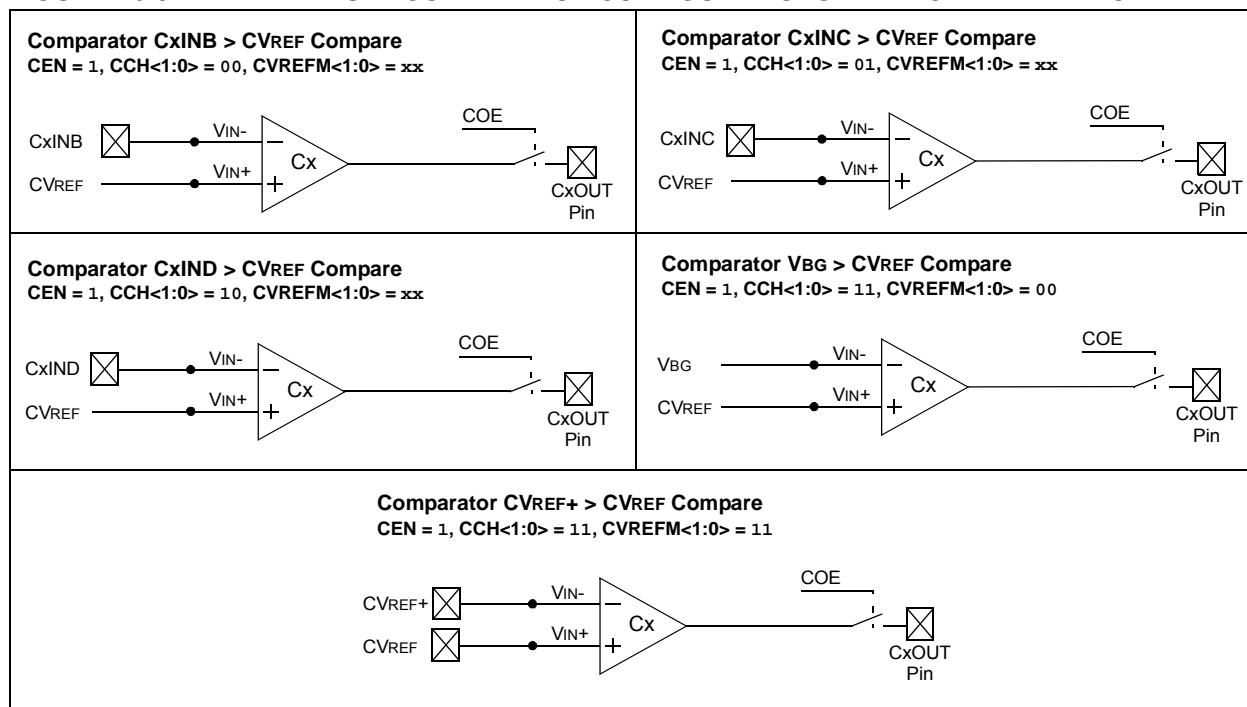 Comparator CxINB > CVREF Compare
CEN = 1, CCH<1:0> = 00, CVREFM<1:0> = xx
COE
CxINB
VIN-
Cx
VIN+
CVREF
CxOUT
Pin
Comparator CxINC > CVREF Compare
CEN = 1, CCH<1:0> = 01, CVREFM<1:0> = xx
COE
CxINC
VIN-
Cx
VIN+
CVREF
CxOUT
Pin
Comparator CxIND > CVREF Compare
CEN = 1, CCH<1:0> = 10, CVREFM<1:0> = xx
COE
CxIND
VIN-
Cx
VIN+
CVREF
CxOUT
Pin
Comparator VBG > CVREF Compare
CEN = 1, CCH<1:0> = 11, CVREFM<1:0> = 00
COE
VBG
VIN-
Cx
VIN+
CVREF
CxOUT
Pin
Comparator CVREF+ > CVREF Compare
CEN = 1, CCH<1:0> = 11, CVREFM<1:0> = 11
COE
CVREF+
VIN-
Cx
VIN+
CVREF
CxOUT
Pin